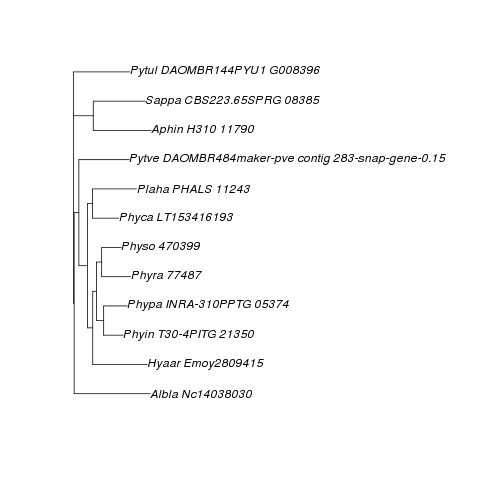 Pytul DAOMBR144PYU1 G008396
Sappa CBS223.65SPRG 08385
Aphin H310 11790
Pytve DAOMBR484maker-pve contig 283-snap-gene-0.15
Plaha PHALS 11243
Phyca LT153416193
Physo 470399
Phyra 77487
Phypa INRA-310PPTG 05374
Phyin T30-4PITG 21350
Hyaar Emoy2809415
Albla Nc14038030